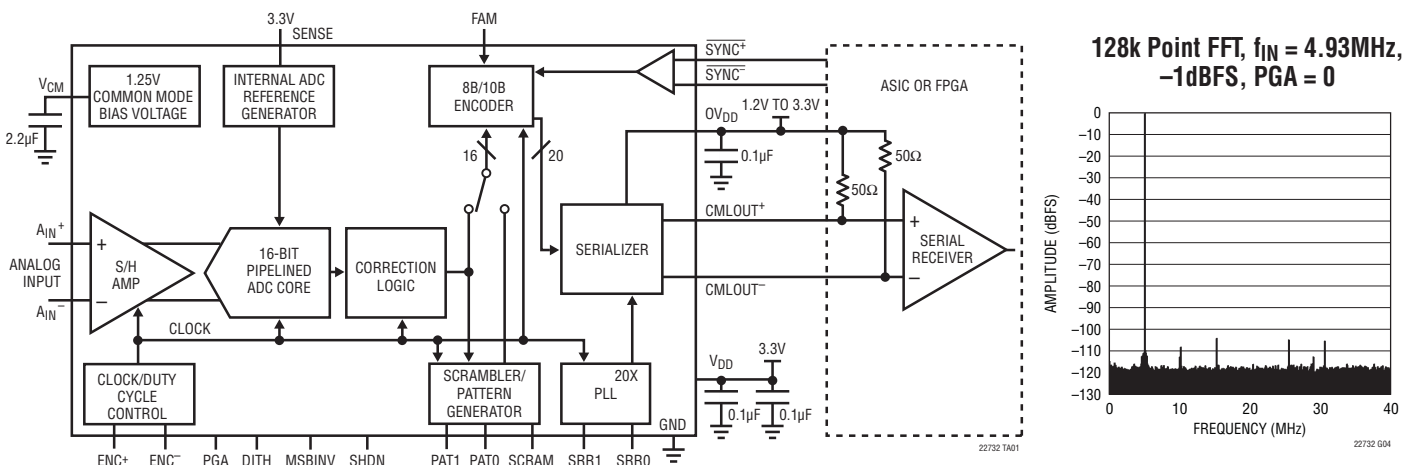 3.3V
SENSE
FAM
SYNC+
SYNC−
VCM
1.25V
COMMON MODE
BIAS VOLTAGE
2.2µF
INTERNAL ADC
REFERENCE
GENERATOR
8B/10B
ENCODER
16
20
ASIC OR FPGA
OVDD
1.2V TO 3.3V
0.1µF
50Ω
50Ω
AIN+
ANALOG
INPUT
AIN−
+
−
S/H
AMP
16-BIT
PIPELINED
ADC CORE
CORRECTION
LOGIC
SERIALIZER
CMLOUT+
CMLOUT−
+
−
SERIAL
RECEIVER
CLOCK
CLOCK/DUTY
CYCLE
CONTROL
SCRAMBLER/
PATTERN
GENERATOR
20X
PLL
VDD
3.3V
0.1µF
0.1µF
GND
ENC+
ENC−
PGA
DITH
MSBINV
SHDN
PAT1
PAT0
SCRAM
SRR1
SRR0
22732 TA01
128k Point FFT, fIN = 4.93MHz,
–1dBFS, PGA = 0
AMPLITUDE (dBFS)
0
–10
–20
–30
–40
–50
–60
–70
–80
–90
–100
–110
–120
–130
0
10
20
30
40
FREQUENCY (MHz)
22732 G04